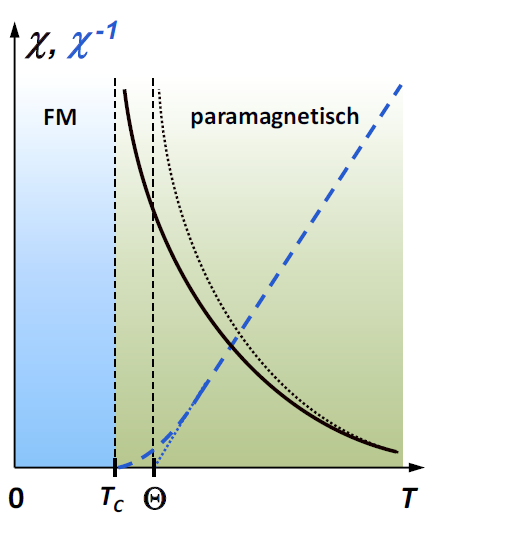 χ, χ⁻¹
FM
paramagnetisch
0
T_C
Θ
T